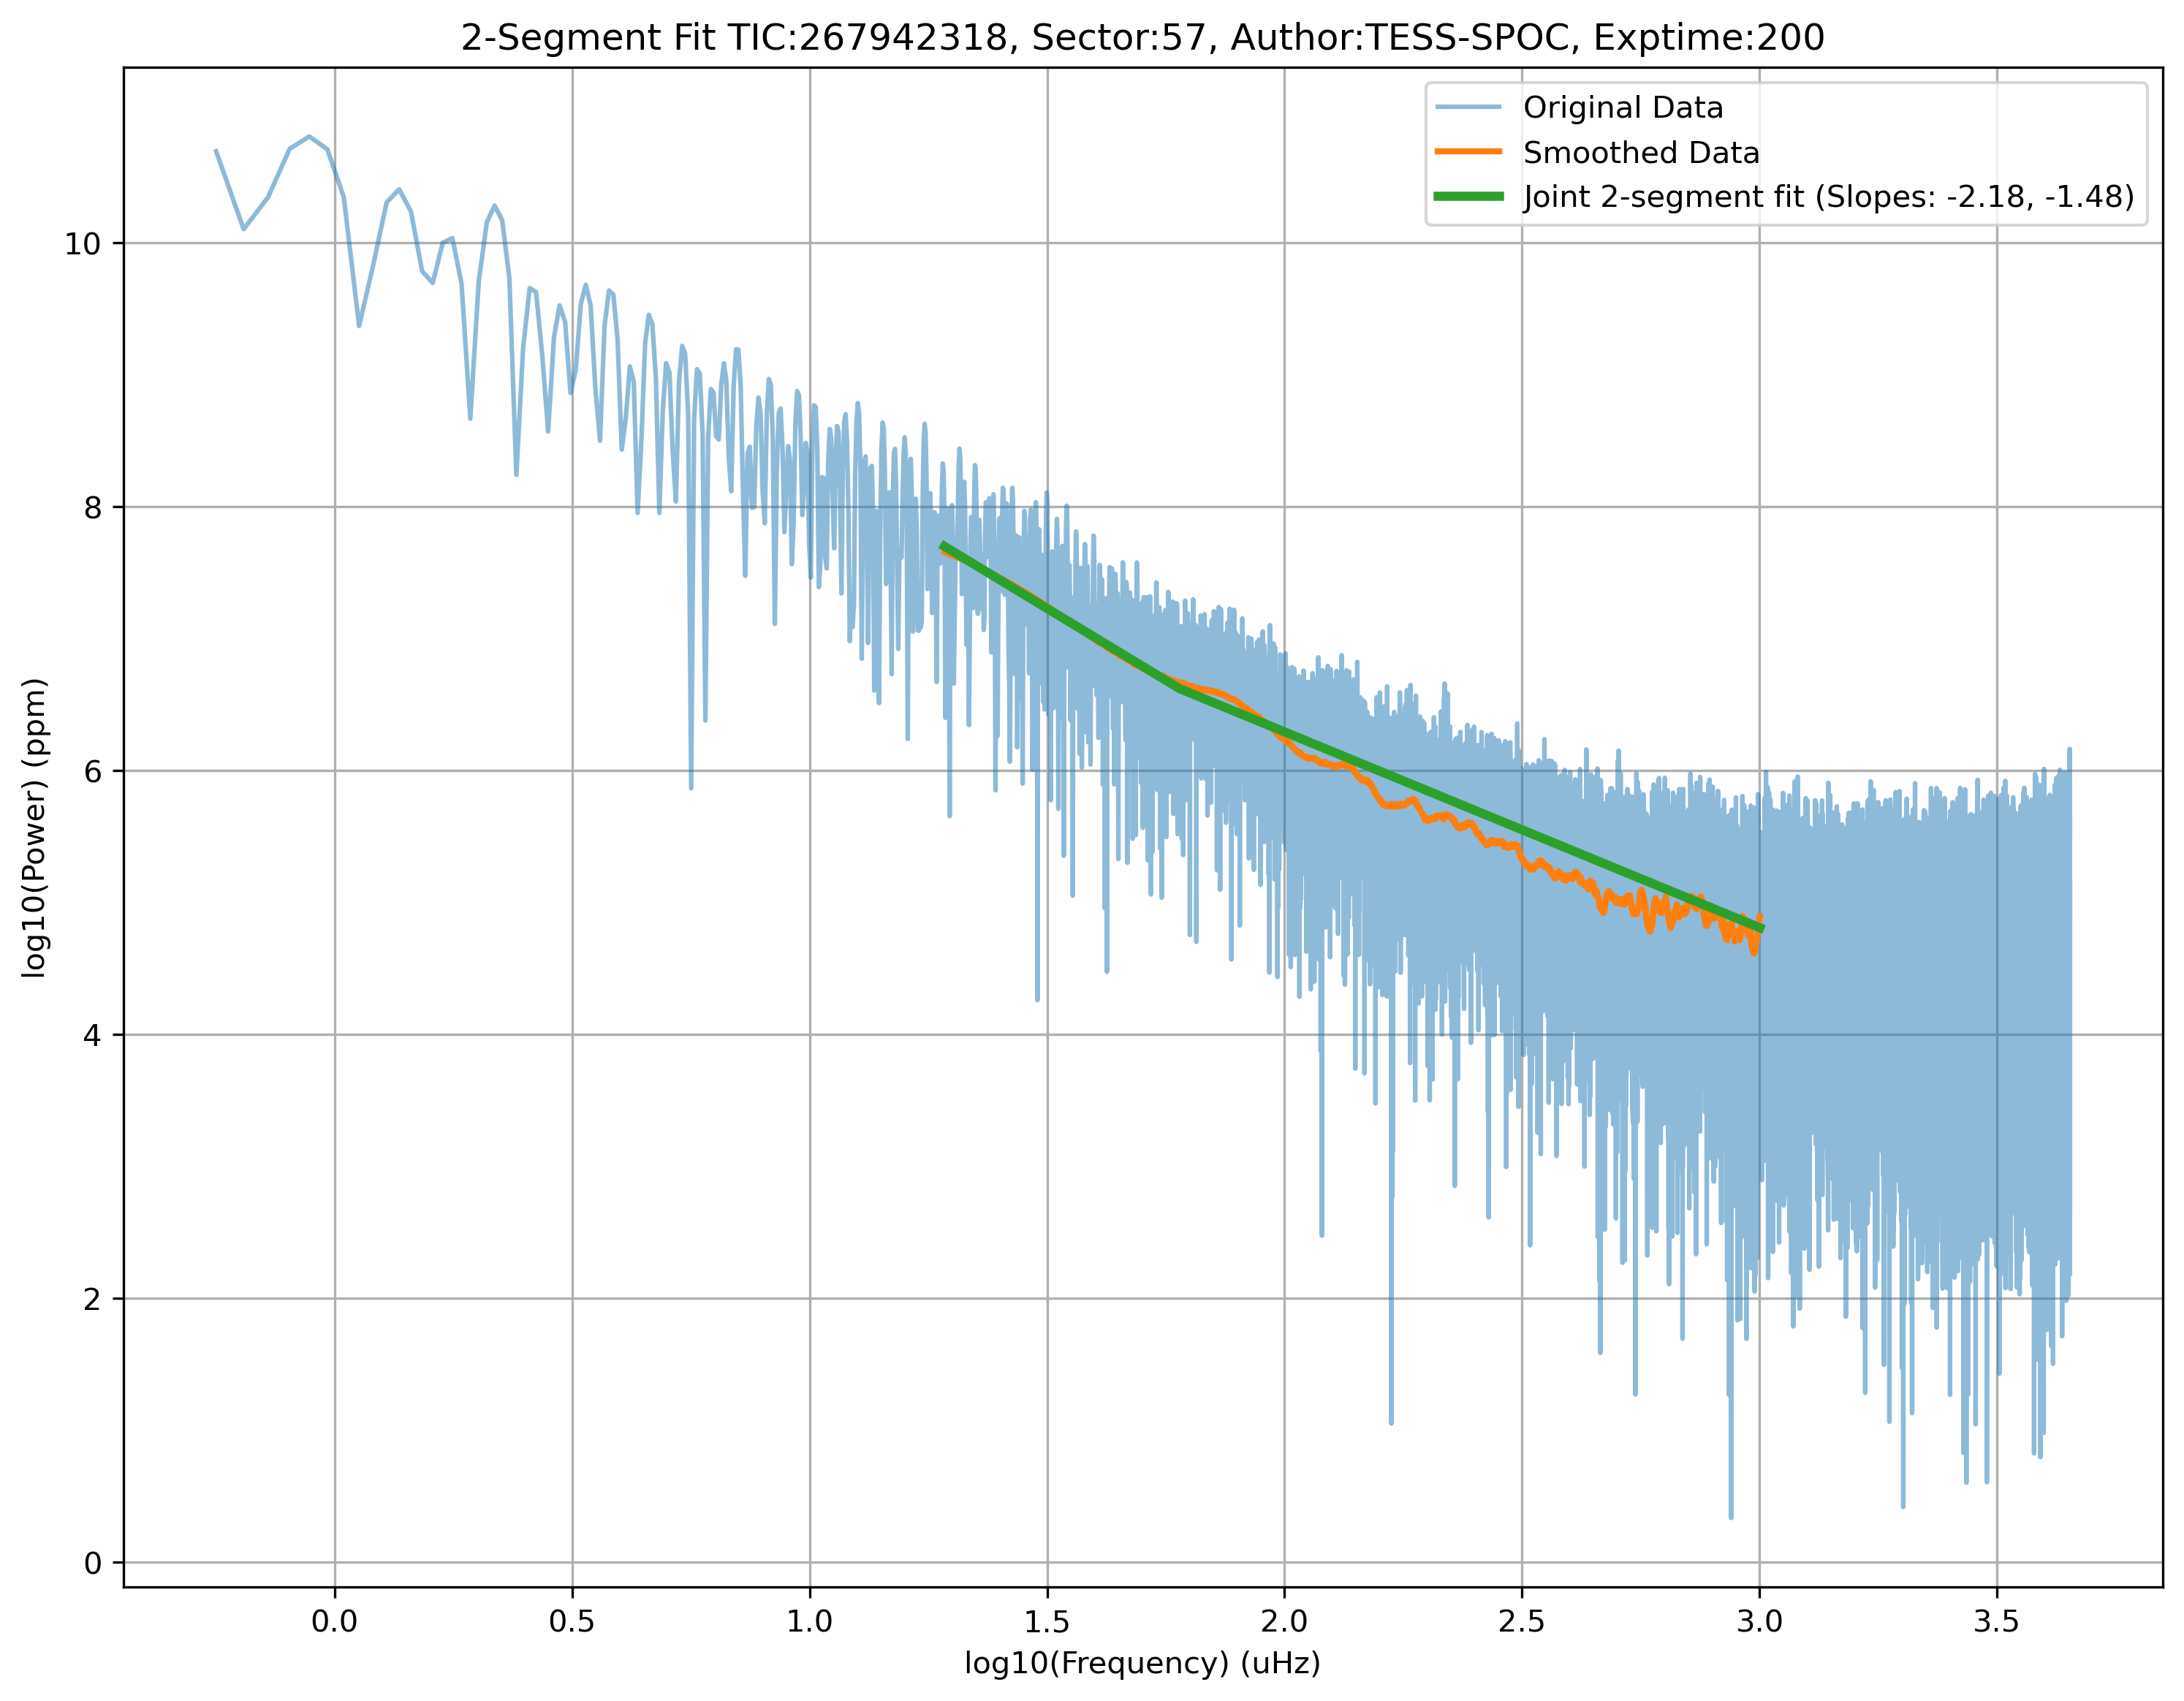 2-Segment Fit TIC:267942318, Sector:57, Author:TESS-SPOC, Exptime:200
Original Data
Smoothed Data
Joint 2-segment fit (Slopes: -2.18, -1.48)
log10(Power) (ppm)
10
8
6
4
2
0
0.0 0.5 1.0 1.5 2.0 2.5 3.0 3.5
log10(Frequency) (uHz)